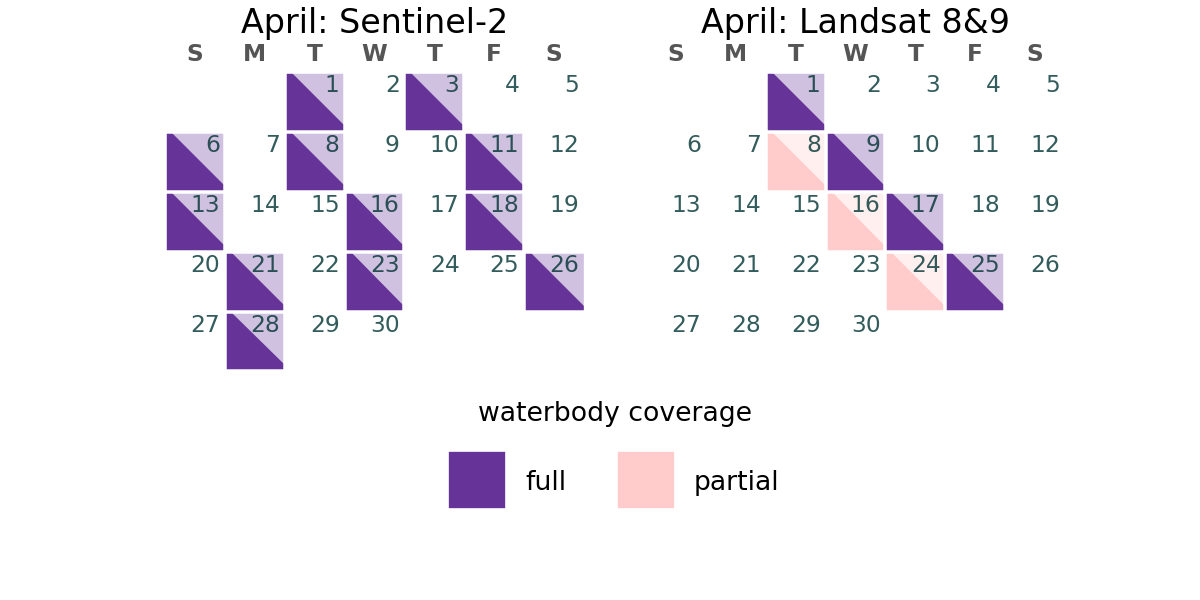 April: Sentinel-2
S M T W T F S
1 2 3 4 5
6 7 8 9 10 11 12
13 14 15 16 17 18 19
20 21 22 23 24 25 26
27 28 29 30
April: Landsat 8&9
S M T W T F S
1 2 3 4 5
6 7 8 9 10 11 12
13 14 15 16 17 18 19
20 21 22 23 24 25 26
27 28 29 30
waterbody coverage
full partial